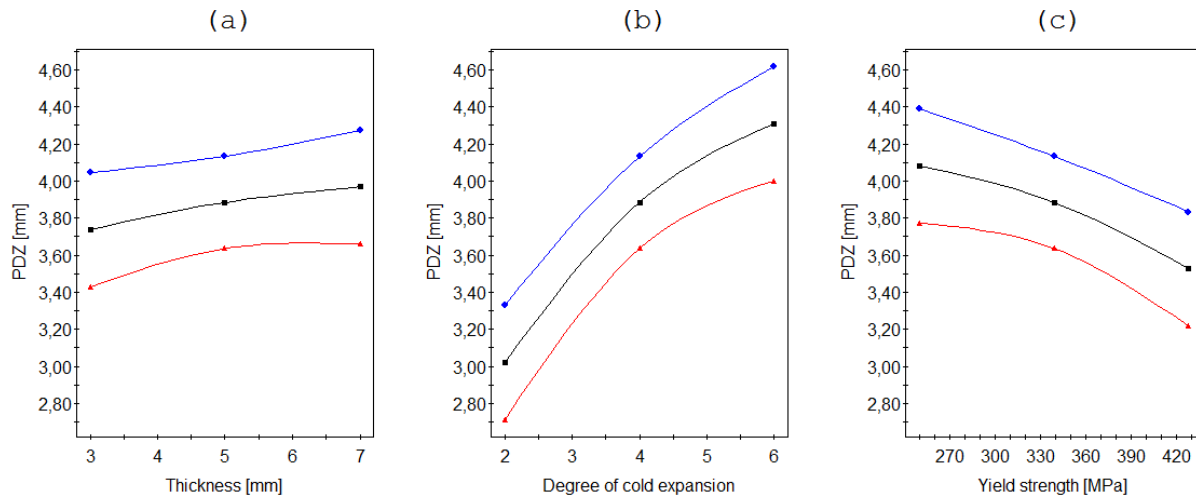 (a)
(b)
(c)
PDZ [mm]
4,60
4,40
4,20
4,00
3,80
3,60
3,40
3,20
3,00
2,80
3 4 5 6 7
Thickness [mm]
PDZ [mm]
4,60
4,40
4,20
4,00
3,80
3,60
3,40
3,20
3,00
2,80
2 3 4 5 6
Degree of cold expansion
PDZ [mm]
4,60
4,40
4,20
4,00
3,80
3,60
3,40
3,20
3,00
2,80
270 300 330 360 390 420
Yield strength [MPa]